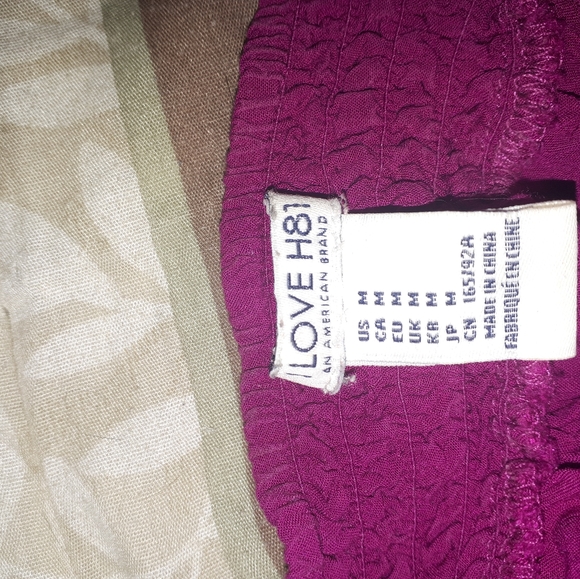 LOVE H81
AN AMERICAN BRAND
US M
CA M
EU M
UK M
KR M
JP M
CN 165/92A
MADE IN CHINA
FABRIQUÉ EN CHINE